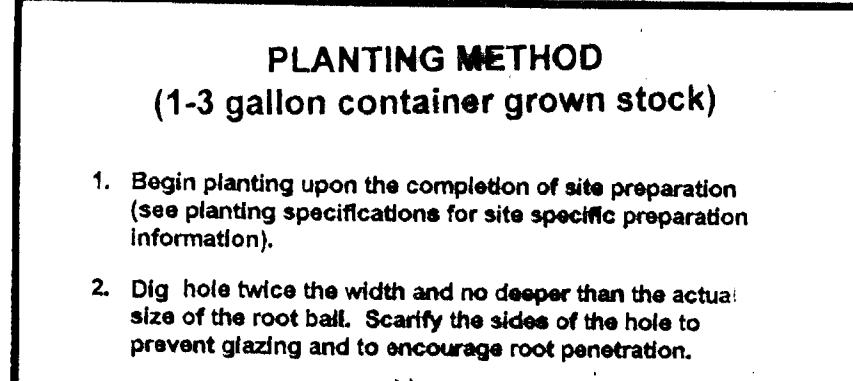 PLANTING METHOD
(1-3 gallon container grown stock)
1. Begin planting upon the completion of site preparation
(see planting specifications for site specific preparation
information).
2. Dig hole twice the width and no deeper than the actual
size of the root ball. Scarify the sides of the hole to
prevent glazing and to encourage root penetration.